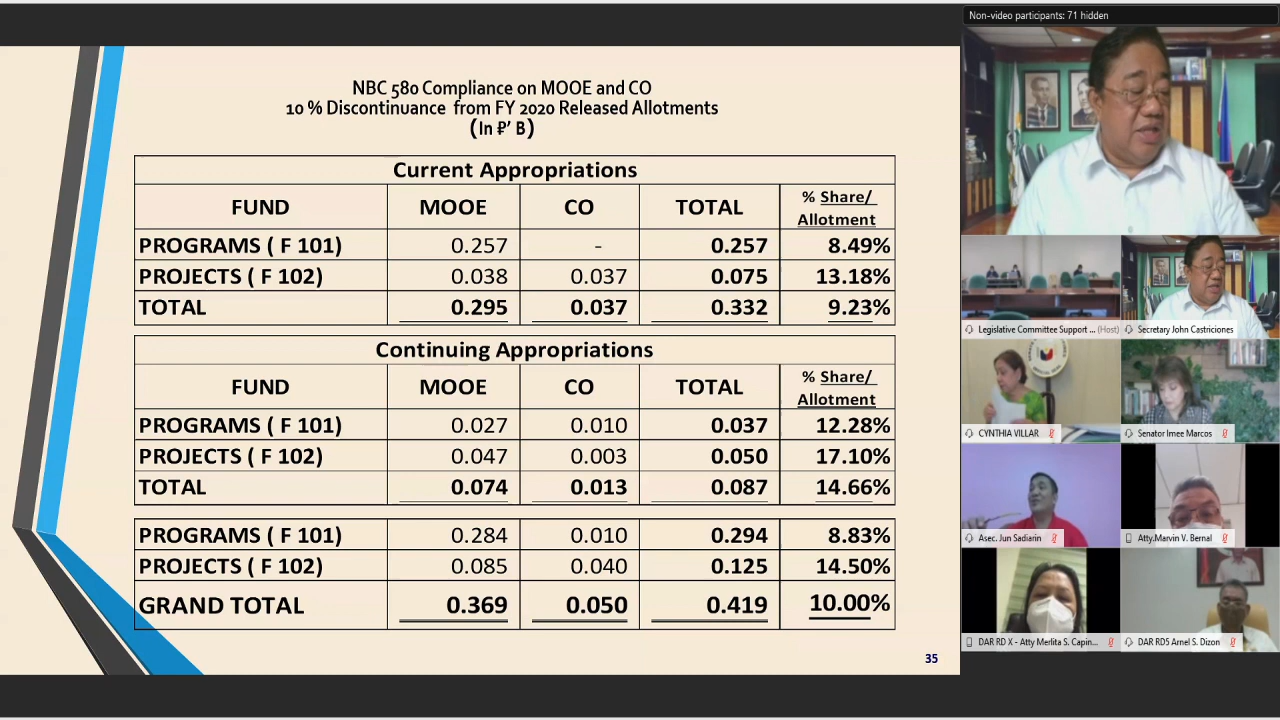 Non-video participants: 71 hidden
NBC 580 Compliance on MOOE and CO
10 % Discontinuance from FY 2020 Released Allotments
(In ₽' B)
Current Appropriations
FUND MOOE CO TOTAL % Share/ Allotment
PROGRAMS ( F 101) 0.257 - 0.257 8.49%
PROJECTS ( F 102) 0.038 0.037 0.075 13.18%
TOTAL 0.295 0.037 0.332 9.23%
Continuing Appropriations
FUND MOOE CO TOTAL % Share/ Allotment
PROGRAMS ( F 101) 0.027 0.010 0.037 12.28%
PROJECTS ( F 102) 0.047 0.003 0.050 17.10%
TOTAL 0.074 0.013 0.087 14.66%
PROGRAMS ( F 101) 0.284 0.010 0.294 8.83%
PROJECTS ( F 102) 0.085 0.040 0.125 14.50%
GRAND TOTAL 0.369 0.050 0.419 10.00%
35
Legislative Committee Support ... (Host)
Secretary John Castriciones
CYNTHIA VILLAR
Senator Imee Marcos
Asec. Jun Sadiarin
Atty.Marvin V. Bernal
DAR RD X - Atty Merlita S. Capin...
DAR RD5 Arnel S. Dizon